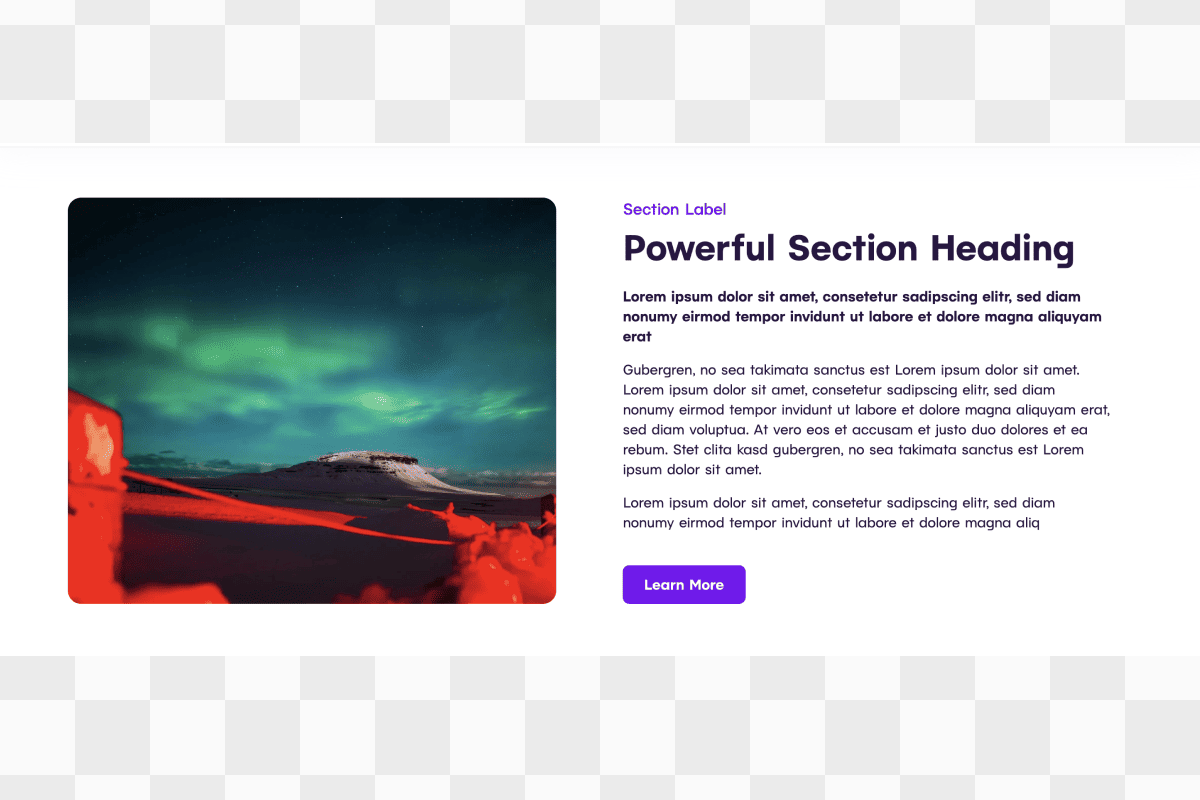 Section Label
Powerful Section Heading
Lorem ipsum dolor sit amet, consetetur sadipscing elitr, sed diam
nonumy eirmod tempor invidunt ut labore et dolore magna aliquyam
erat
Gubergren, no sea takimata sanctus est Lorem ipsum dolor sit amet.
Lorem ipsum dolor sit amet, consetetur sadipscing elitr, sed diam
nonumy eirmod tempor invidunt ut labore et dolore magna aliquyam erat,
sed diam voluptua. At vero eos et accusam et justo duo dolores et ea
rebum. Stet clita kasd gubergren, no sea takimata sanctus est Lorem
ipsum dolor sit amet.
Lorem ipsum dolor sit amet, consetetur sadipscing elitr, sed diam
nonumy eirmod tempor invidunt ut labore et dolore magna aliq
Learn More